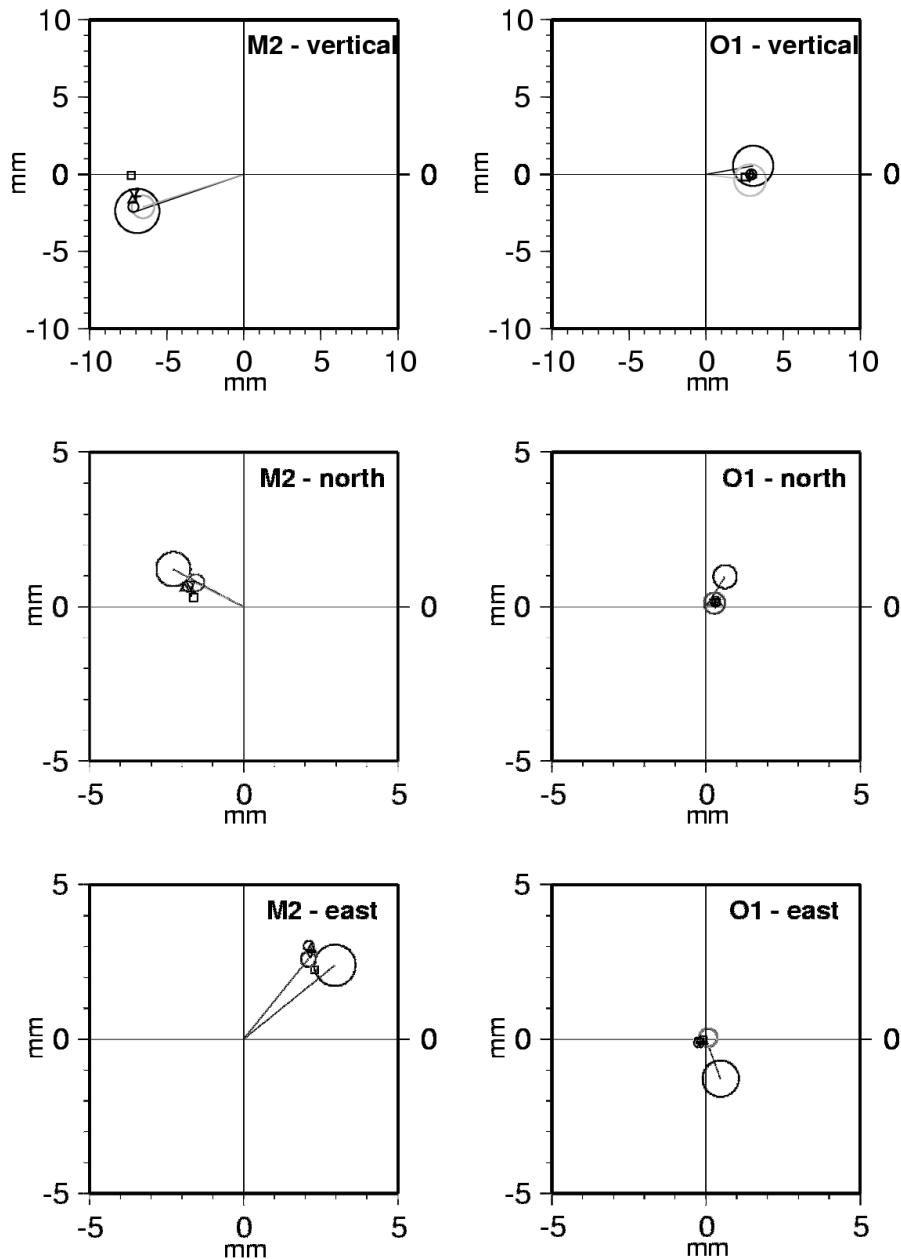 10 M2 - vertical
5
mm 0 0
-5
-10
-10 -5 0 5 10
mm
10 O1 - vertical
5
mm 0 0
-5
-10
-10 -5 0 5 10
mm
5 M2 - north
mm 0 0
-5
-5 0 5
mm
5 O1 - north
mm 0 0
-5
-5 0 5
mm
5 M2 - east
mm 0 0
-5
-5 0 5
mm
5 O1 - east
mm 0 0
-5
-5 0 5
mm